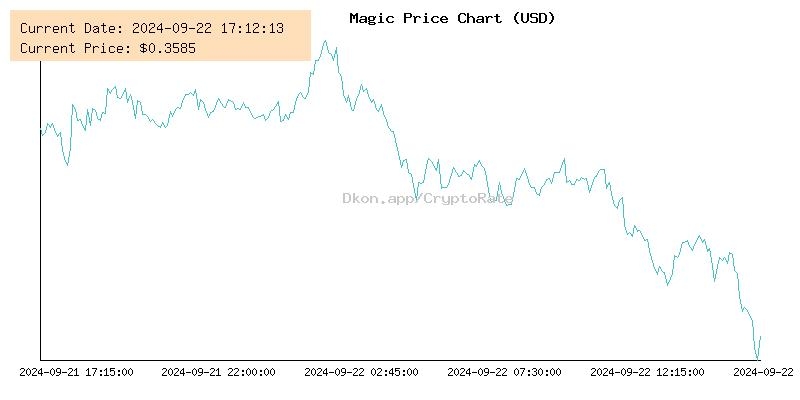 Magic Price Chart (USD)
Current Date: 2024-09-22 17:12:13
Current Price: $0.3585
Dkon.app/CryptoRate
2024-09-21 17:15:00
2024-09-21 22:00:00
2024-09-22 02:45:00
2024-09-22 07:30:00
2024-09-22 12:15:00
2024-09-22